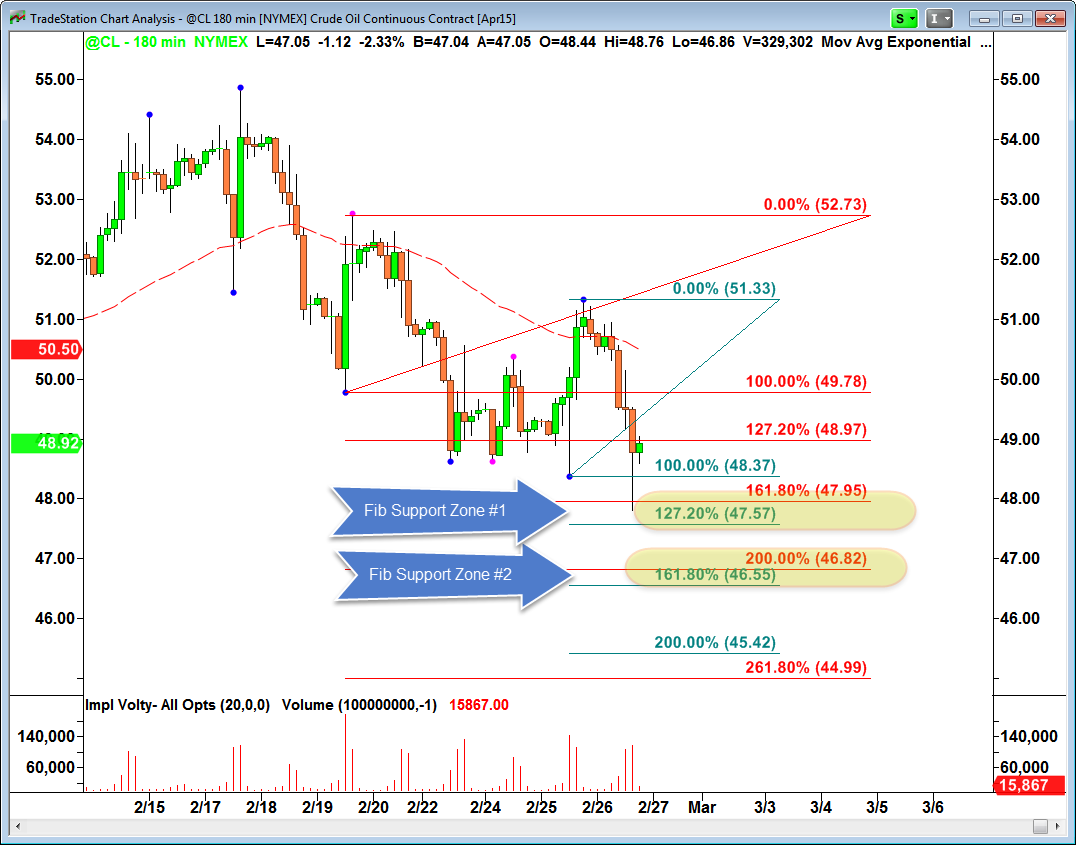 TradeStation Chart Analysis - @CL 180 min [NYMEX] Crude Oil Continuous Contract [Apr15]
S
I
@CL - 180 min NYMEX L=47.05 -1.12 -2.33% B=47.04 A=47.05 O=48.44 Hi=48.76 Lo=46.86 V=329,302 Mov Avg Exponential ...
55.00 55.00
54.00 54.00
53.00 53.00
0.00% (52.73)
52.00 52.00
0.00% (51.33)
51.00 51.00
50.50
50.00 50.00
100.00% (49.78)
127.20% (48.97)
48.92 49.00
100.00% (48.37)
161.80% (47.95)
48.00 48.00
Fib Support Zone #1 127.20% (47.57)
47.00 200.00% (46.82) 47.00
Fib Support Zone #2 161.80% (46.55)
46.00 46.00
200.00% (45.42)
261.80% (44.99)
Impl Volty- All Opts (20,0,0) Volume (100000000,-1) 15867.00
140,000 140,000
60,000 60,000
15,867
2/15 2/17 2/18 2/19 2/20 2/22 2/24 2/25 2/26 2/27 Mar 3/3 3/4 3/5 3/6